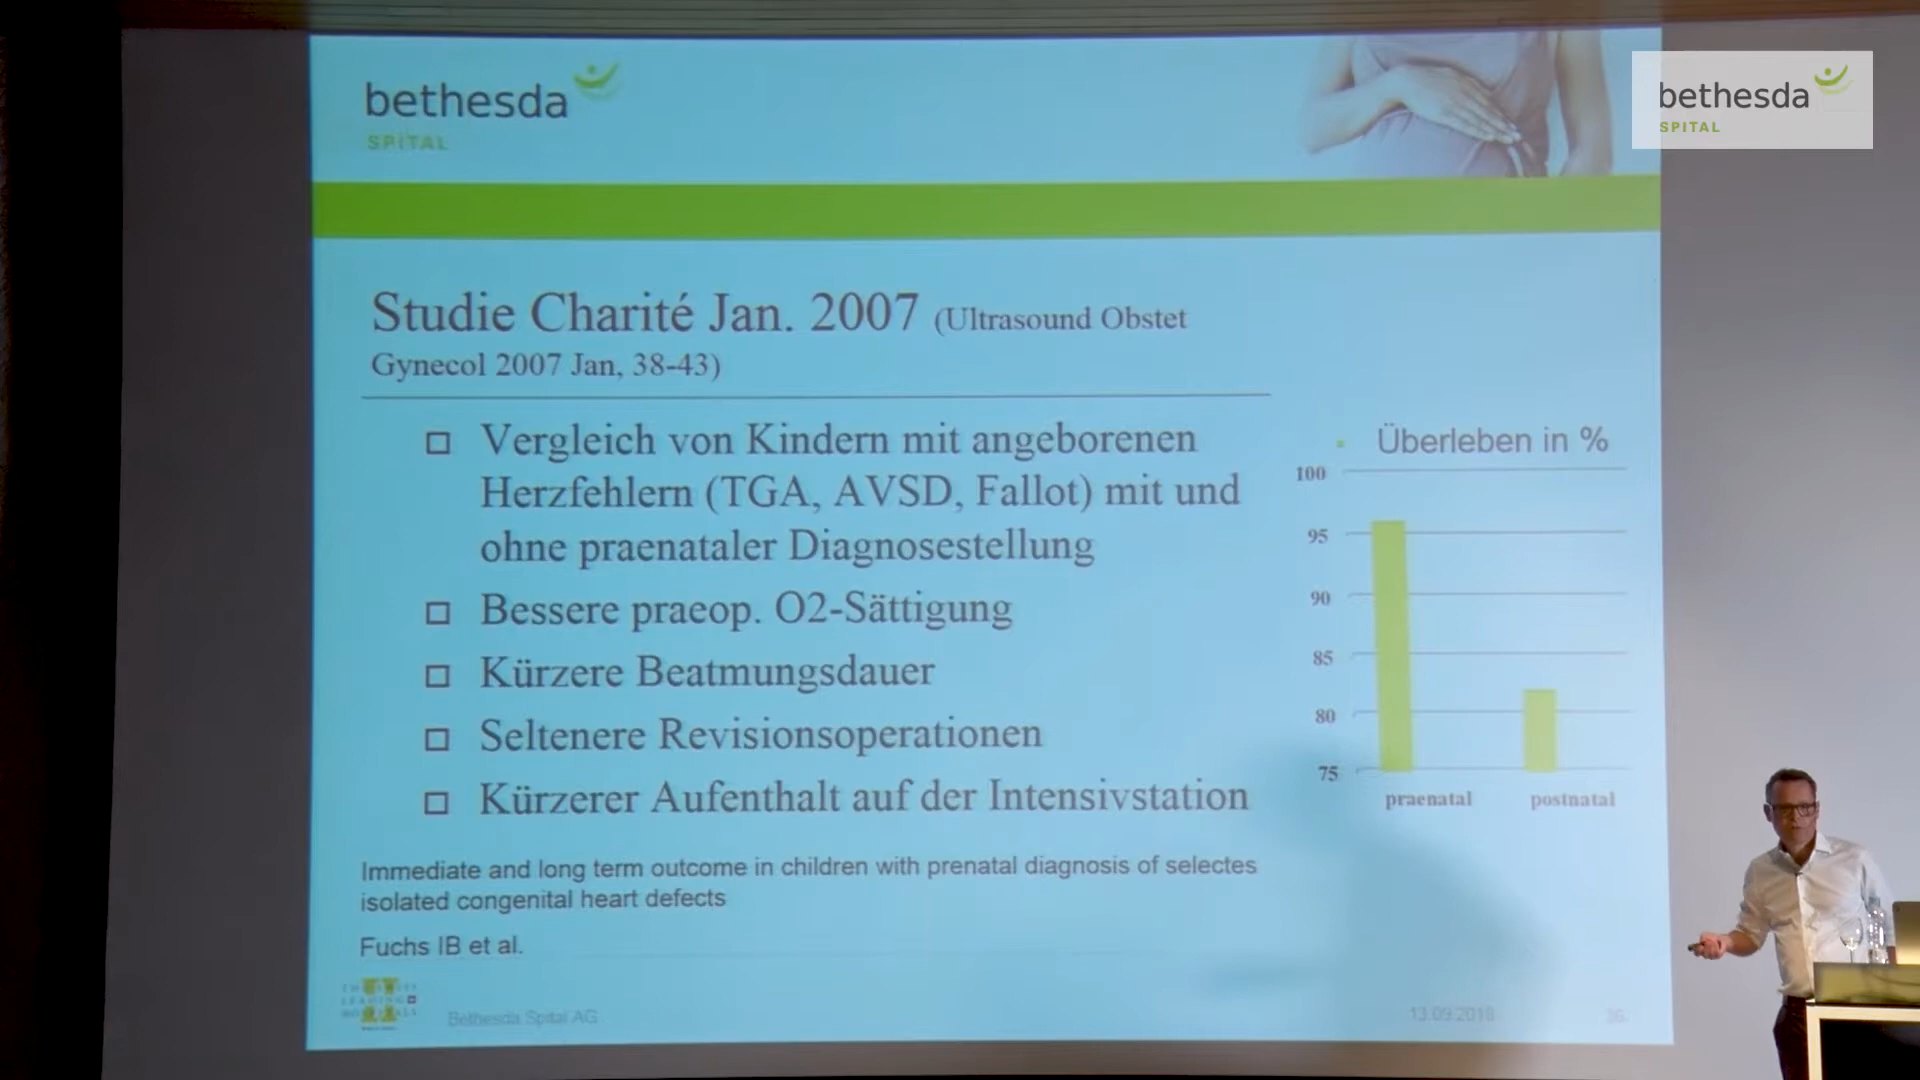 bethesda
SPITAL
bethesda
SPITAL
Studie Charité Jan. 2007 (Ultrasound Obstet
Gynecol 2007 Jan, 38-43)
Vergleich von Kindern mit angeborenen
Herzfehlern (TGA, AVSD, Fallot) mit und
ohne praenataler Diagnosestellung
Bessere praeop. O2-Sättigung
Kürzere Beatmungsdauer
Seltenere Revisionsoperationen
Kürzerer Aufenthalt auf der Intensivstation
Überleben in %
100
95
90
85
80
75
praenatal postnatal
Immediate and long term outcome in children with prenatal diagnosis of selectes
isolated congenital heart defects
Fuchs IB et al.
Bethesda Spital AG